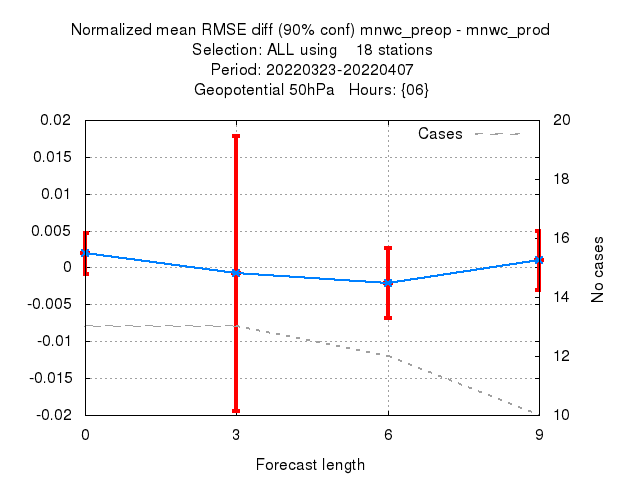 Normalized mean RMSE diff (90% conf) mnwc_preop - mnwc_prod
Selection: ALL using    18 stations
Period: 20220323-20220407
Geopotential 50hPa   Hours: {06}
0.02
0.015
0.01
0.005
0
-0.005
-0.01
-0.015
-0.02
20
18
16
14
12
10
Cases
No cases
0 3 6 9
Forecast length